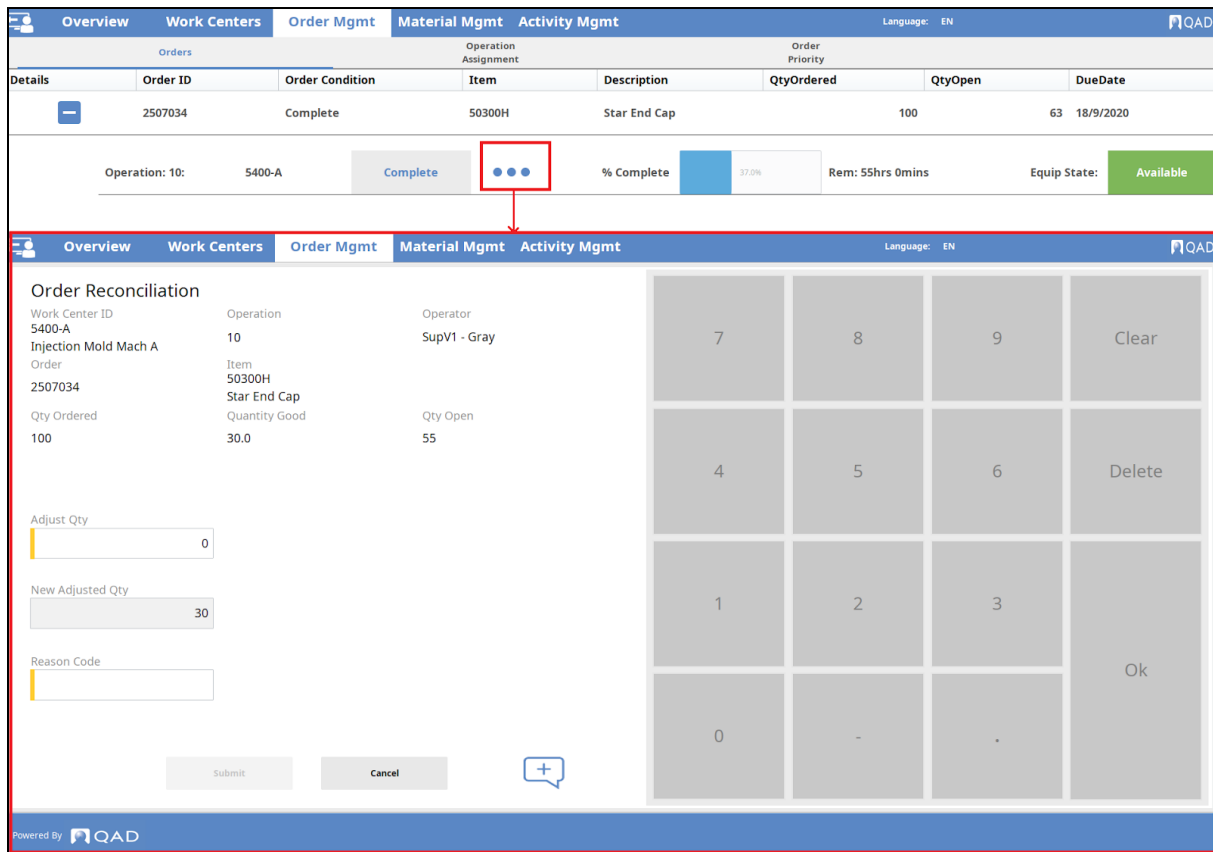 Overview Work Centers Order Mgmt Material Mgmt Activity Mgmt Language: EN QAD
Orders Operation Assignment Order Priority
Details Order ID Order Condition Item Description QtyOrdered QtyOpen DueDate
2507034 Complete 50300H Star End Cap 100 63 18/9/2020
Operation: 10: 5400-A Complete % Complete 37.0% Rem: 55hrs 0mins Equip State: Available
Overview Work Centers Order Mgmt Material Mgmt Activity Mgmt Language: EN QAD
Order Reconciliation
Work Center ID Operation Operator
5400-A
Injection Mold Mach A
10
SupV1 - Gray
Order Item
2507034
50300H
Star End Cap
Qty Ordered Quantity Good Qty Open
100 30.0 55
Adjust Qty
0
New Adjusted Qty
30
Reason Code
Submit Cancel
7 8 9 Clear
4 5 6 Delete
1 2 3 Ok
0 - .
Powered By QAD